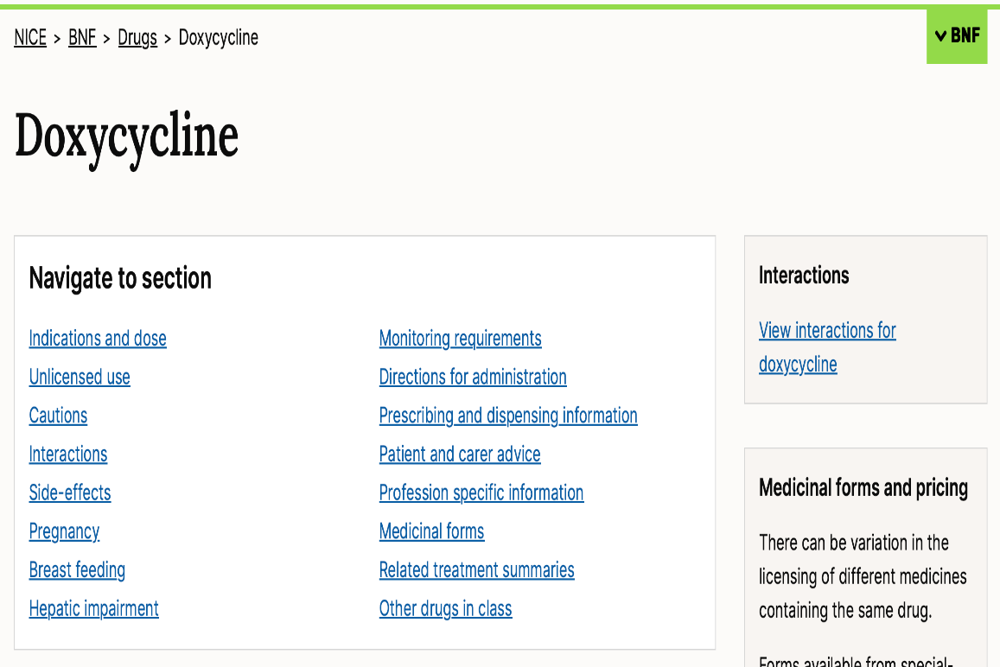 NICE > BNF > Drugs > Doxycycline
BNF
Doxycycline
Navigate to section
Indications and dose
Unlicensed use
Cautions
Interactions
Side-effects
Pregnancy
Breast feeding
Hepatic impairment
Monitoring requirements
Directions for administration
Prescribing and dispensing information
Patient and carer advice
Profession specific information
Medicinal forms
Related treatment summaries
Other drugs in class
Interactions
View interactions for
doxycycline
Medicinal forms and pricing
There can be variation in the
licensing of different medicines
containing the same drug.
Forms available from special-